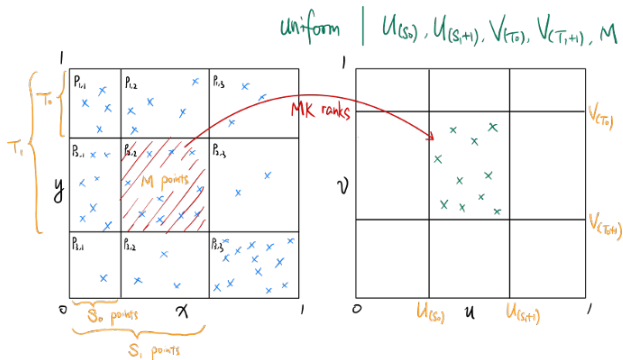 uniform | U(S₀), U(S₁+1), V(T₀), V(T₁+1), M
1
P1,1
P1,2
P1,3
T₀
T₁
P2,1
P2,2
P2,3
M points
y
P3,1
P3,2
P3,3
0
x
1
S₀ points
S₁ points
MK ranks
1
V(T₀)
v
V(T₀+1)
0
U(S₀)
u
U(S₁+1)
1